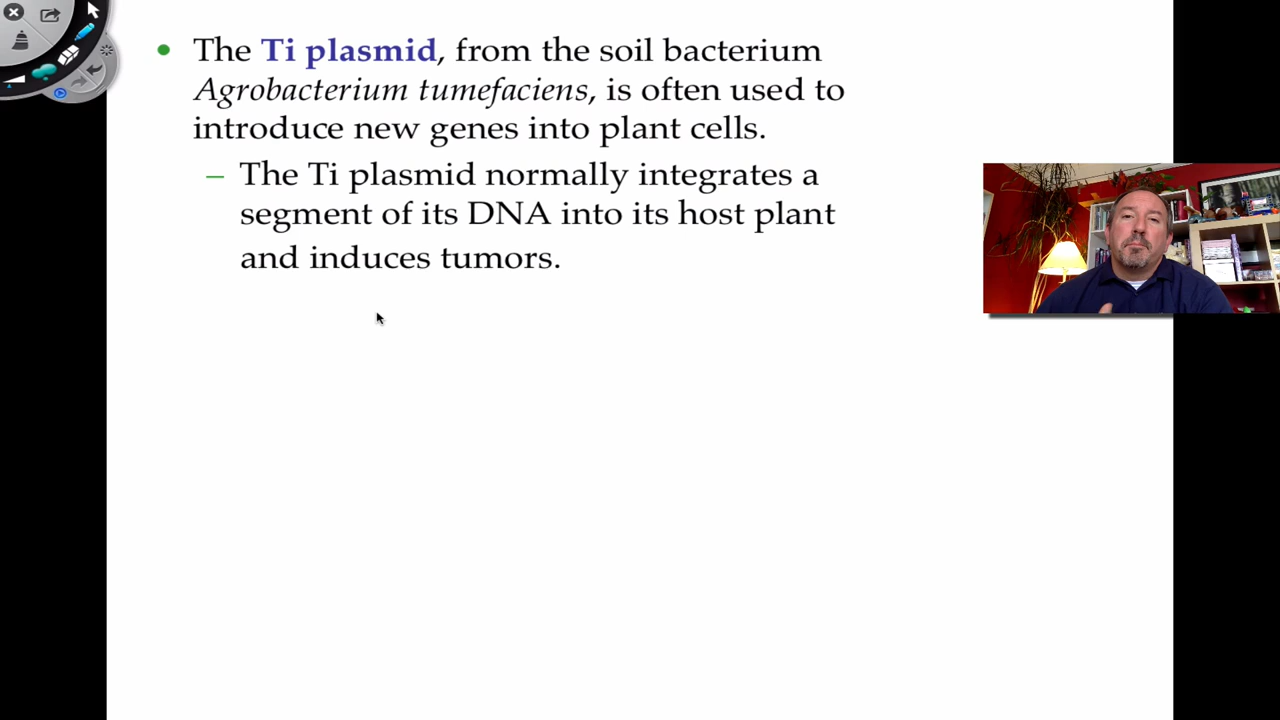 • The Ti plasmid, from the soil bacterium
Agrobacterium tumefaciens, is often used to
introduce new genes into plant cells.
– The Ti plasmid normally integrates a
segment of its DNA into its host plant
and induces tumors.